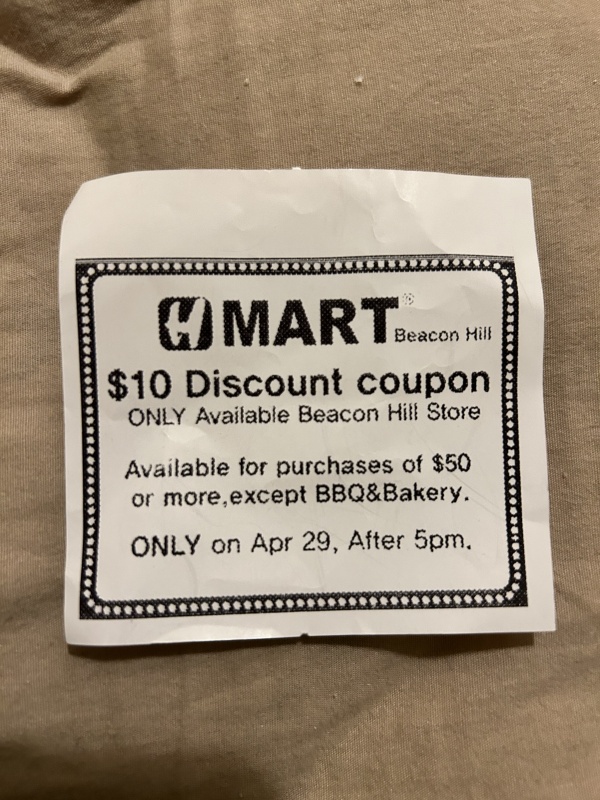 H MART® Beacon Hill
$10 Discount coupon
ONLY Available Beacon Hill Store
Available for purchases of $50
or more,except BBQ&Bakery.
ONLY on Apr 29, After 5pm.